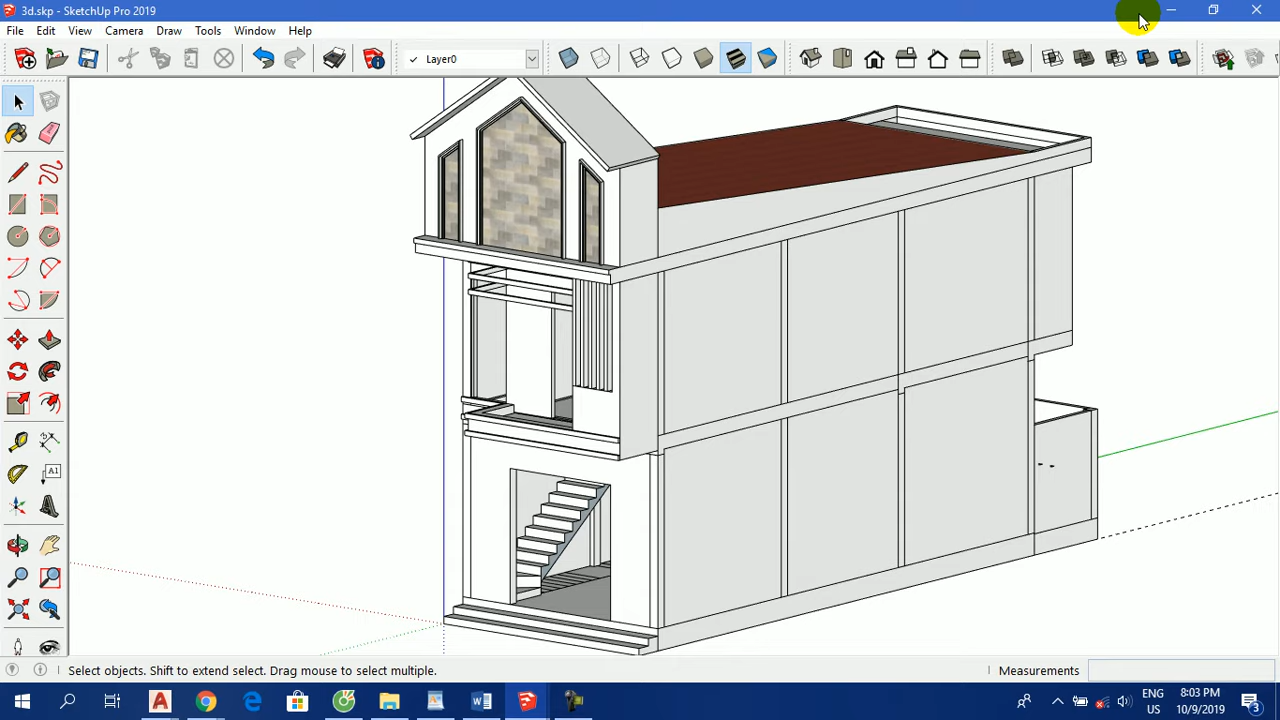 3d.skp - SketchUp Pro 2019
File Edit View Camera Draw Tools Window Help
✓ Layer0
A1
Select objects. Shift to extend select. Drag mouse to select multiple.
Measurements
ENG
US
8:03 PM
10/9/2019
3